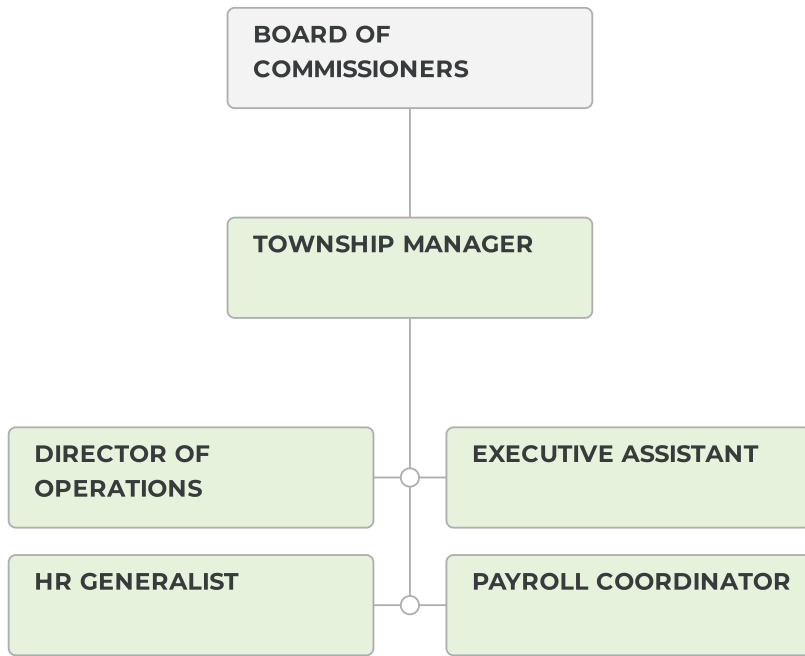 BOARD OF
COMMISSIONERS
TOWNSHIP MANAGER
DIRECTOR OF
OPERATIONS
EXECUTIVE ASSISTANT
HR GENERALIST
PAYROLL COORDINATOR